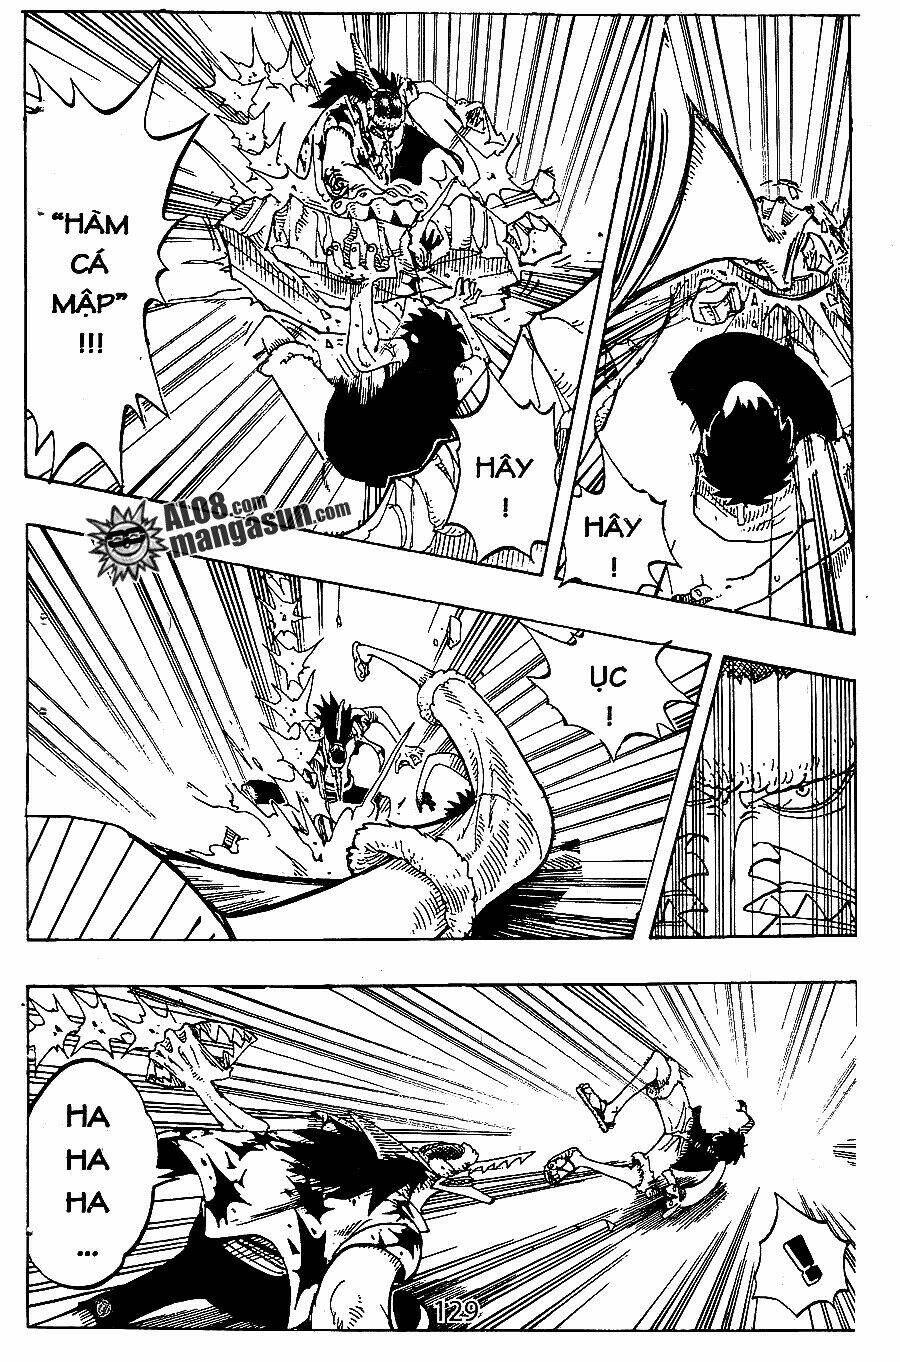 HÂY
!
HÂY
!
"HÀM
CÁ
MẬP"
!!!
AL08.com
mangasun.com
ỤC
!
!!
HA
HA
HA
...
129